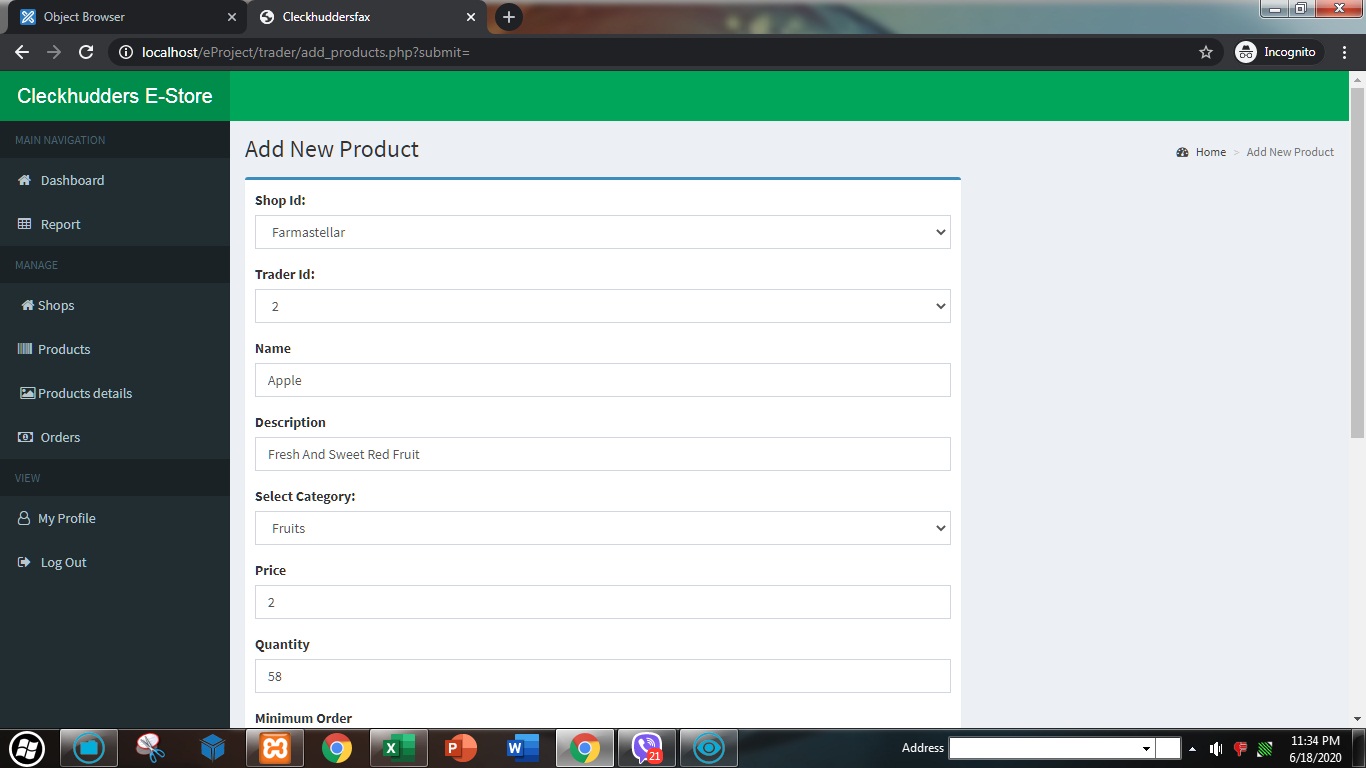 Object Browser
Cleckhuddersfax
localhost/eProject/trader/add_products.php?submit=
Incognito
Cleckhudders E-Store
MAIN NAVIGATION
Dashboard
Report
MANAGE
Shops
Products
Products details
Orders
VIEW
My Profile
Log Out
Add New Product
Home > Add New Product
Shop Id:
Farmastellar
Trader Id:
2
Name
Apple
Description
Fresh And Sweet Red Fruit
Select Category:
Fruits
Price
2
Quantity
58
Minimum Order
21
Address
11:34 PM
6/18/2020